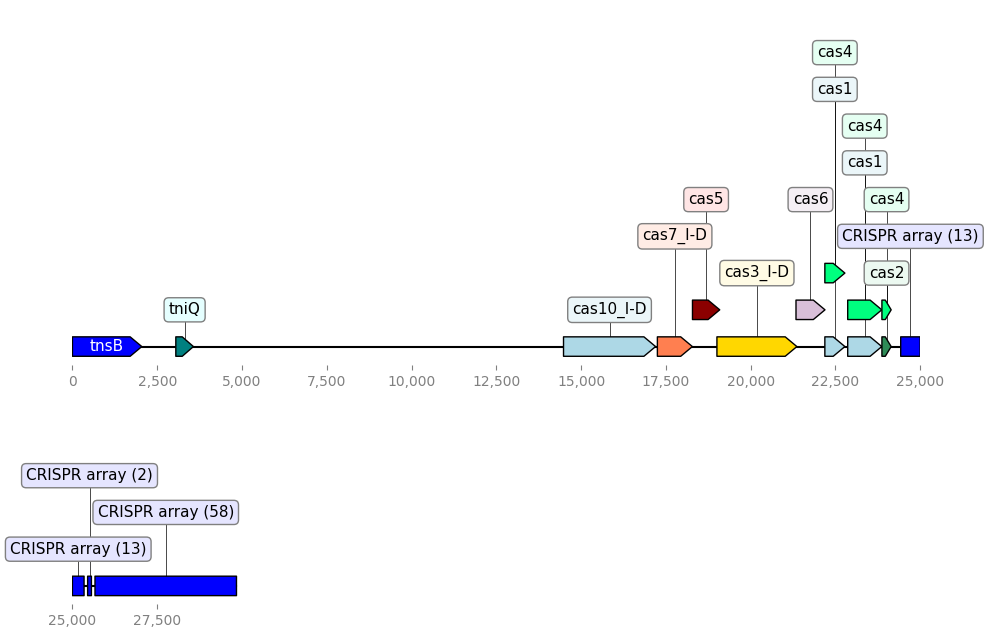 cas4
cas1
cas4
cas1
cas5
cas6
cas4
cas7_I-D
CRISPR array (13)
cas3_I-D
cas2
tniQ
cas10_I-D
tnsB
0
2,500
5,000
7,500
10,000
12,500
15,000
17,500
20,000
22,500
25,000
CRISPR array (2)
CRISPR array (58)
CRISPR array (13)
25,000
27,500